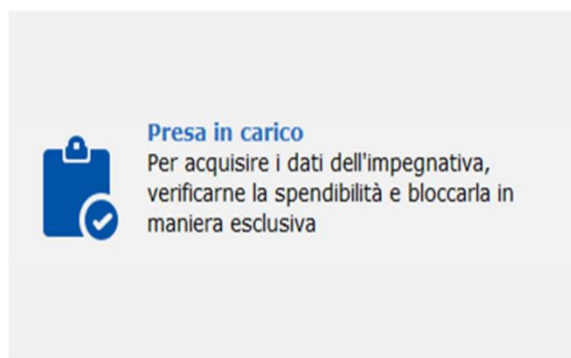 Presa in carico
Per acquisire i dati dell'impegnativa,
verificarne la spendibilità e bloccarla in
maniera esclusiva